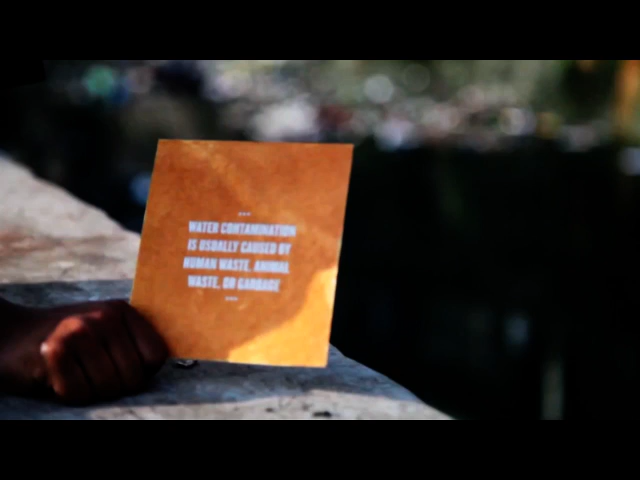 WATER CONTAMINATION
IS USUALLY CAUSED BY
HUMAN WASTE, ANIMAL
WASTE, OR GARBAGE